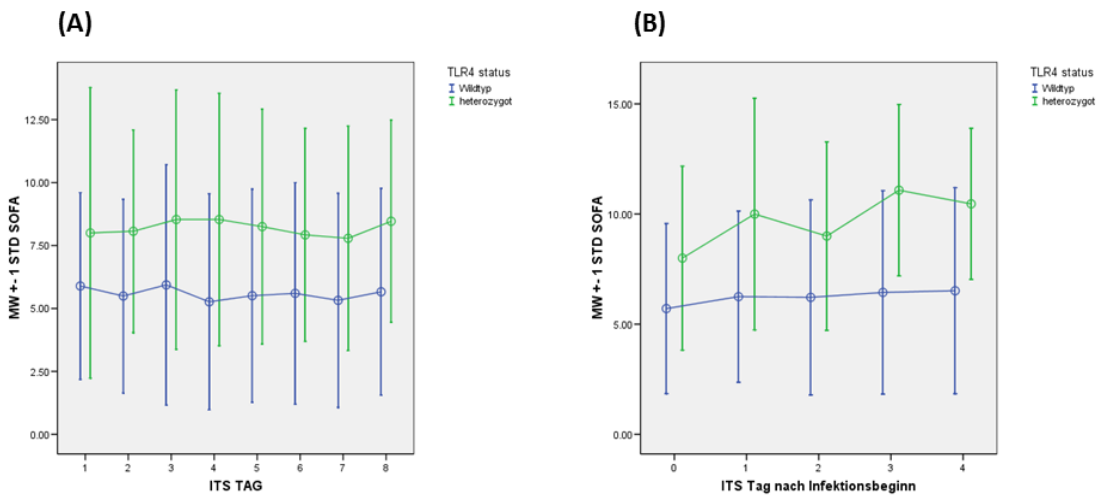 (A)
(B)
MW +- 1 STD SOFA
12.50
10.00
7.50
5.00
2.50
0.00
1 2 3 4 5 6 7 8
ITS TAG
TLR4 status
Wildtyp
heterozygot
MW +- 1 STD SOFA
15.00
10.00
5.00
0.00
0 1 2 3 4
ITS Tag nach Infektionsbeginn
TLR4 status
Wildtyp
heterozygot